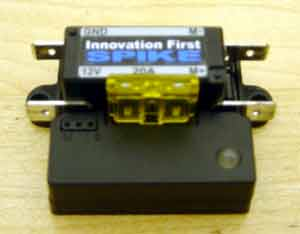 GND M-
Innovation First
SPIKE
12V 20A M+